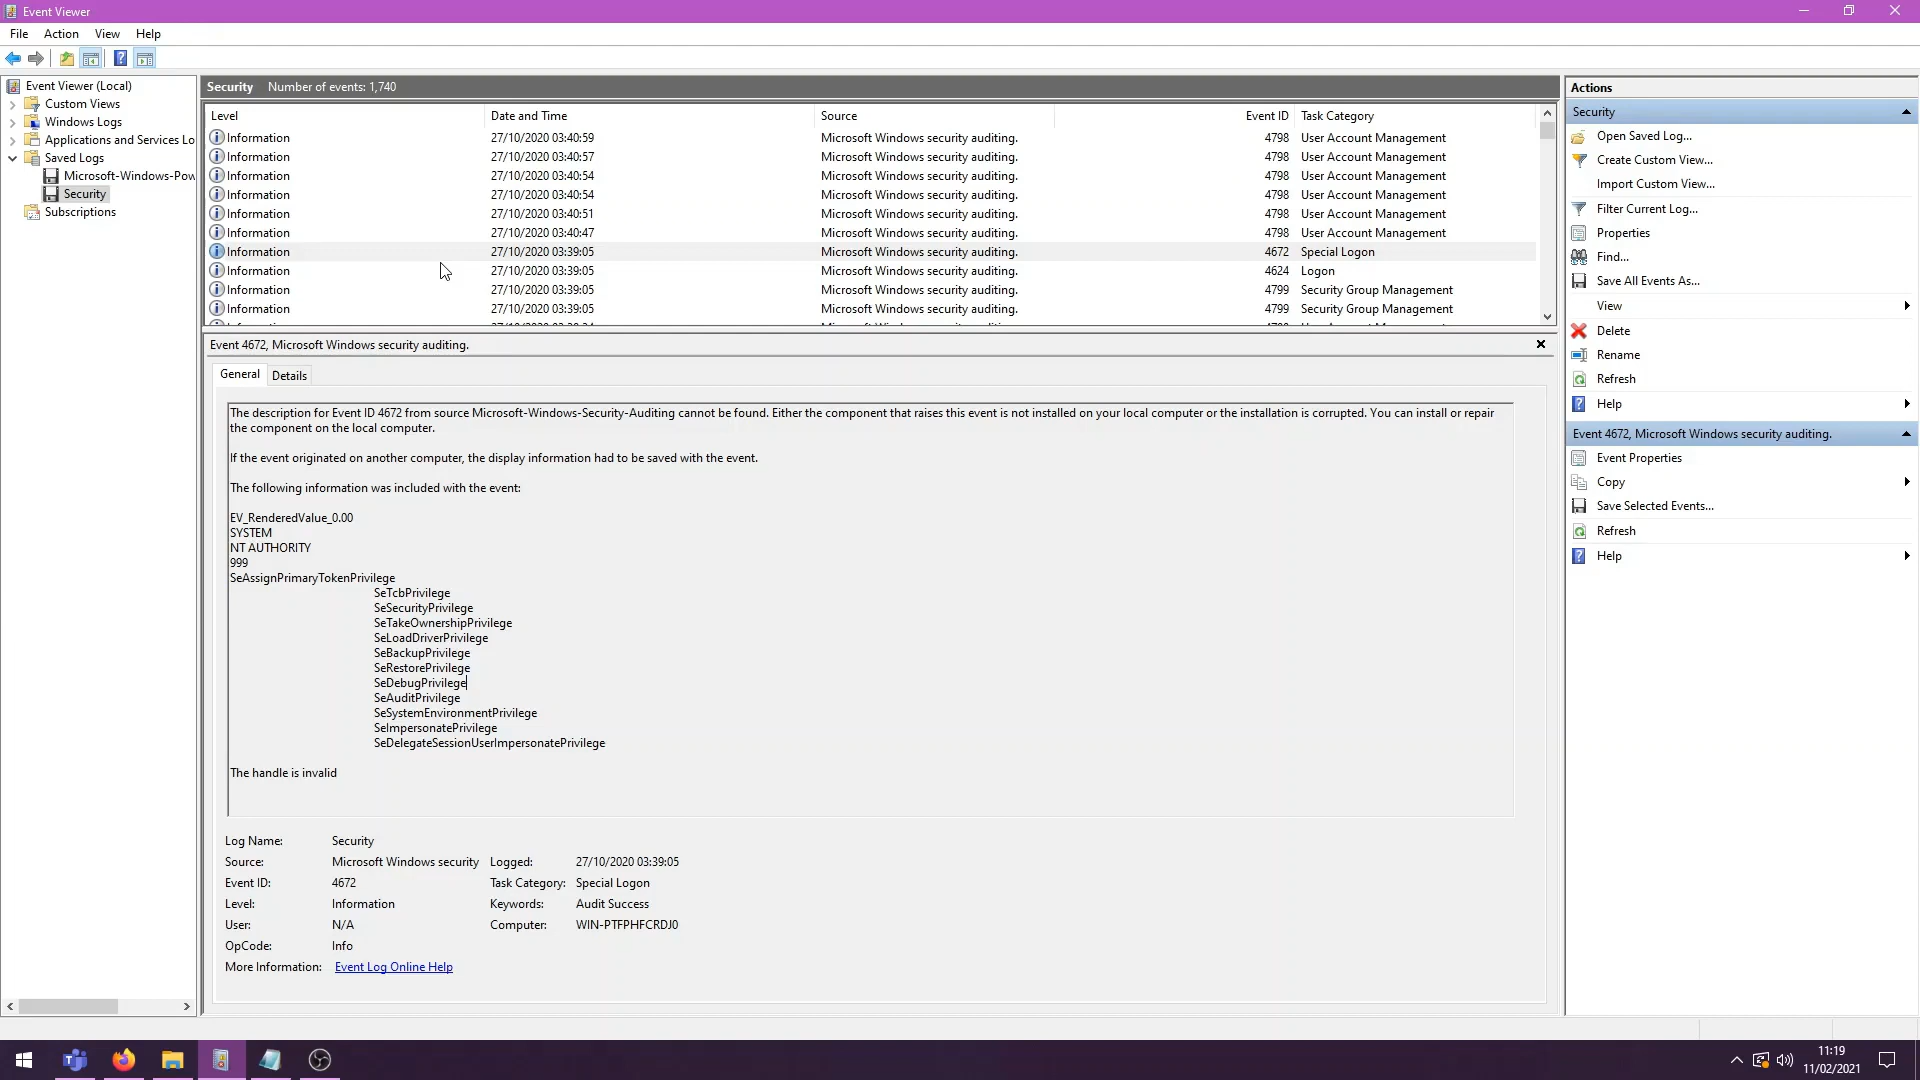 Event Viewer
File Action View Help
Event Viewer (Local)
Custom Views
Windows Logs
Applications and Services Lo
Saved Logs
Microsoft-Windows-Pow
Security
Subscriptions
Security Number of events: 1,740
Level Date and Time Source Event ID Task Category
Information 27/10/2020 03:40:59 Microsoft Windows security auditing. 4798 User Account Management
Information 27/10/2020 03:40:57 Microsoft Windows security auditing. 4798 User Account Management
Information 27/10/2020 03:40:54 Microsoft Windows security auditing. 4798 User Account Management
Information 27/10/2020 03:40:54 Microsoft Windows security auditing. 4798 User Account Management
Information 27/10/2020 03:40:51 Microsoft Windows security auditing. 4798 User Account Management
Information 27/10/2020 03:40:47 Microsoft Windows security auditing. 4798 User Account Management
Information 27/10/2020 03:39:05 Microsoft Windows security auditing. 4672 Special Logon
Information 27/10/2020 03:39:05 Microsoft Windows security auditing. 4624 Logon
Information 27/10/2020 03:39:05 Microsoft Windows security auditing. 4799 Security Group Management
Information 27/10/2020 03:39:05 Microsoft Windows security auditing. 4799 Security Group Management
Event 4672, Microsoft Windows security auditing.
General Details
The description for Event ID 4672 from source Microsoft-Windows-Security-Auditing cannot be found. Either the component that raises this event is not installed on your local computer or the installation is corrupted. You can install or repair
the component on the local computer.
If the event originated on another computer, the display information had to be saved with the event.
The following information was included with the event:
EV_RenderedValue_0.00
SYSTEM
NT AUTHORITY
999
SeAssignPrimaryTokenPrivilege
SeTcbPrivilege
SeSecurityPrivilege
SeTakeOwnershipPrivilege
SeLoadDriverPrivilege
SeBackupPrivilege
SeRestorePrivilege
SeDebugPrivilege
SeAuditPrivilege
SeSystemEnvironmentPrivilege
SeImpersonatePrivilege
SeDelegateSessionUserImpersonatePrivilege
The handle is invalid
Log Name: Security
Source: Microsoft Windows security Logged: 27/10/2020 03:39:05
Event ID: 4672 Task Category: Special Logon
Level: Information Keywords: Audit Success
User: N/A Computer: WIN-PTFPHFCRDJ0
OpCode: Info
More Information: Event Log Online Help
Actions
Security
Open Saved Log...
Create Custom View...
Import Custom View...
Filter Current Log...
Properties
Find...
Save All Events As...
View
Delete
Rename
Refresh
Help
Event 4672, Microsoft Windows security auditing.
Event Properties
Copy
Save Selected Events...
Refresh
Help
11:19
11/02/2021